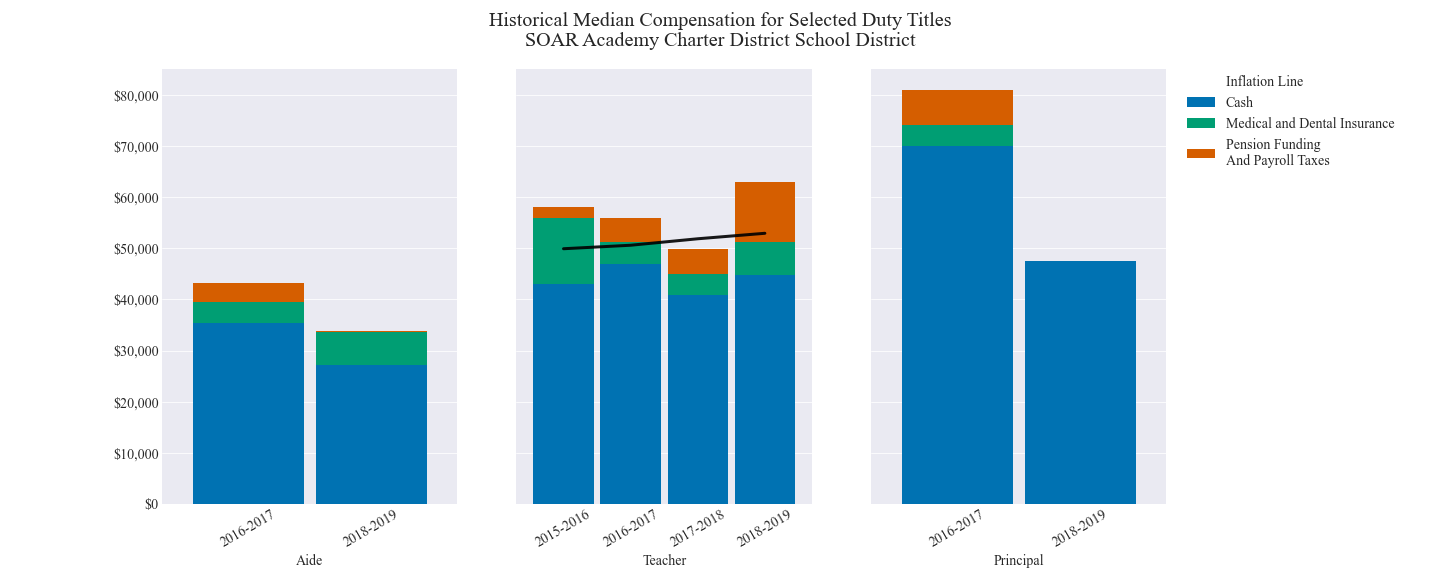 Historical Median Compensation for Selected Duty Titles
SOAR Academy Charter District School District
$80,000
$70,000
$60,000
$50,000
$40,000
$30,000
$20,000
$10,000
$0
2016-2017
2018-2019
Aide
2015-2016
2016-2017
2017-2018
2018-2019
Teacher
2016-2017
2018-2019
Principal
Inflation Line
Cash
Medical and Dental Insurance
Pension Funding
And Payroll Taxes